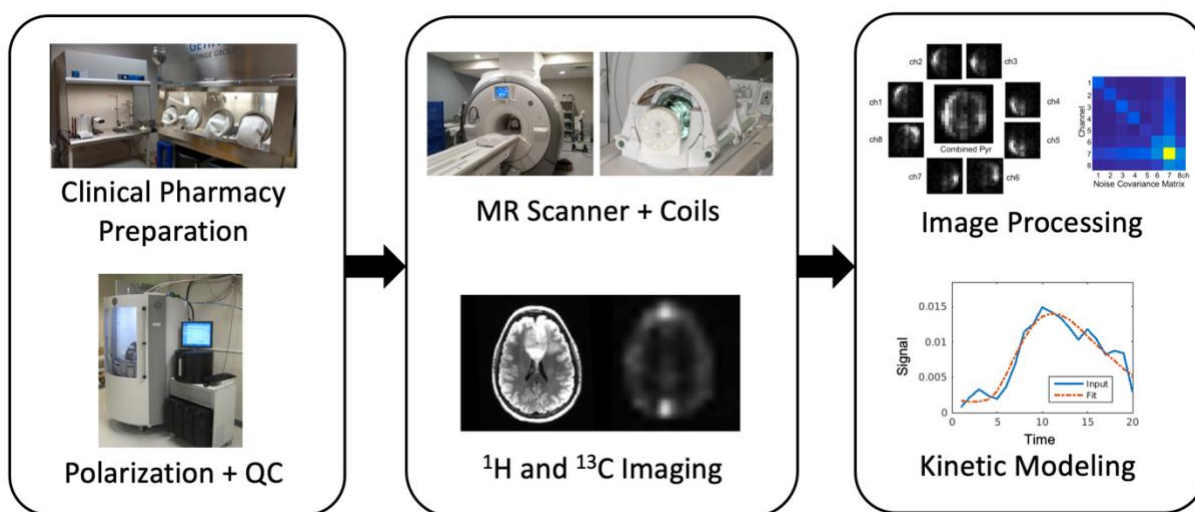 GETI
NGE GROUP
Clinical Pharmacy
Preparation
Polarization + QC
MR Scanner + Coils
¹H and ¹³C Imaging
ch2
ch3
ch1
ch4
ch8
ch5
Combined Pyr
ch7
ch6
Channel
1
2
3
4
5
6
7
8
1 2 3 4 5 6 7 8ch
Noise Covariance Matrix
Image Processing
Signal
0.015
0.01
0.005
0
Input
Fit
0 5 10 15 20
Time
Kinetic Modeling